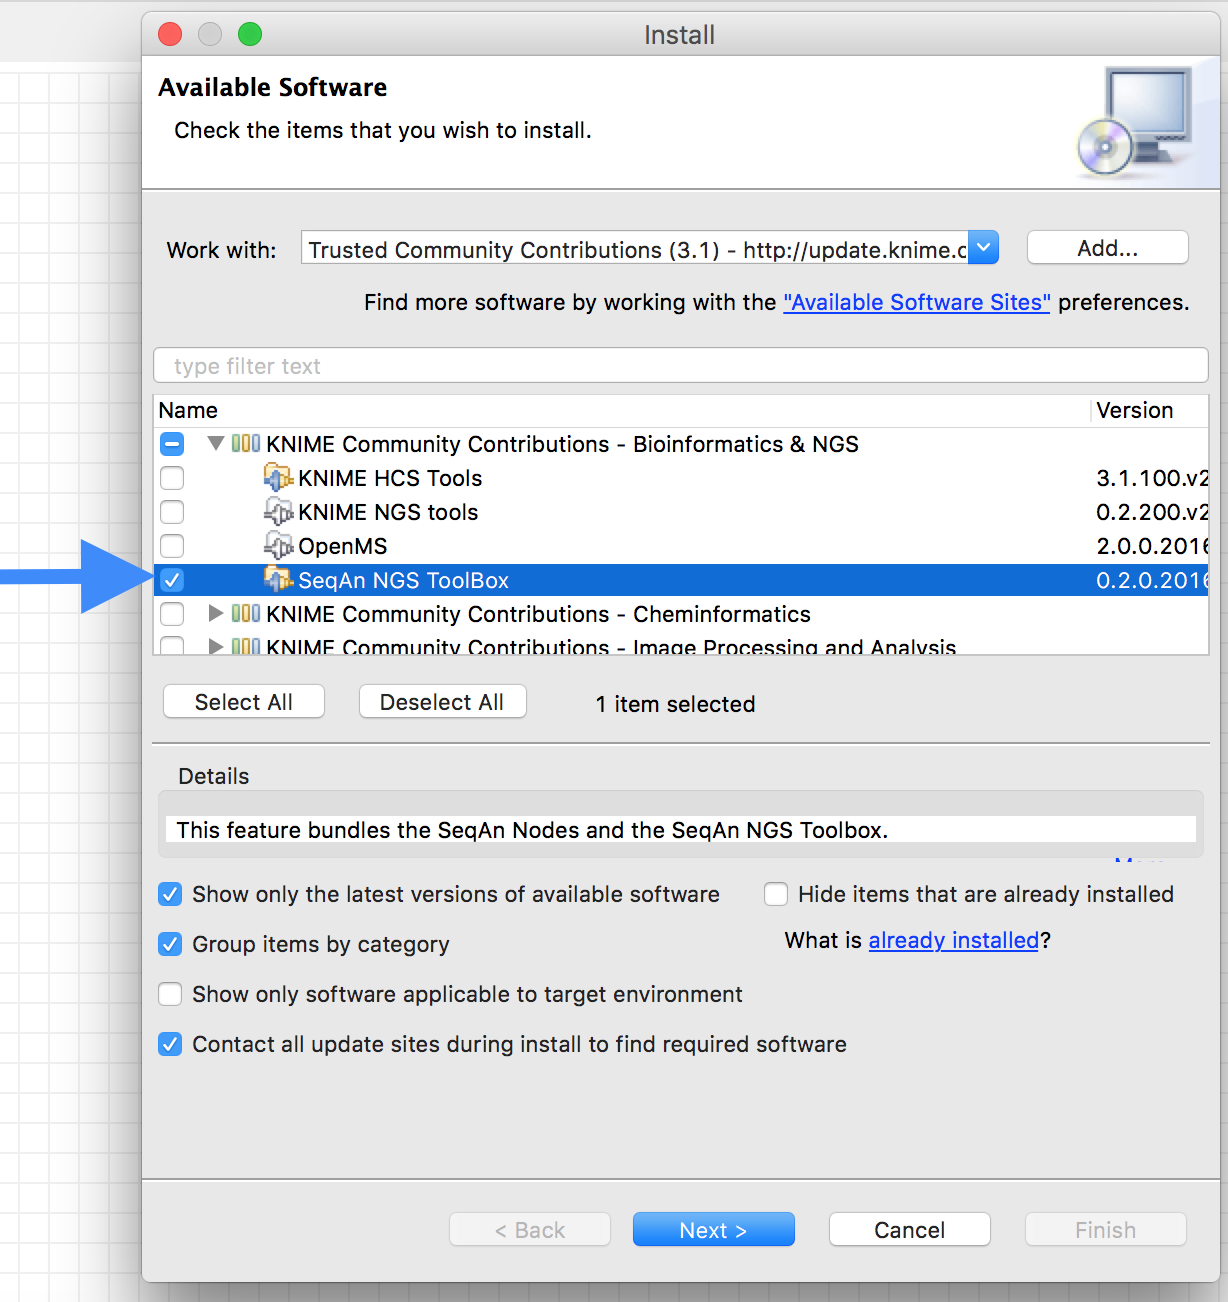 Install
Available Software
Check the items that you wish to install.
Work with: Trusted Community Contributions (3.1) - http://update.knime.c Add...
Find more software by working with the "Available Software Sites" preferences.
type filter text
Name Version
KNIME Community Contributions - Bioinformatics & NGS
KNIME HCS Tools 3.1.100.v2
KNIME NGS tools 0.2.200.v2
OpenMS 2.0.0.2016
SeqAn NGS ToolBox 0.2.0.2016
KNIME Community Contributions - Cheminformatics
KNIME Community Contributions - Image Processing and Analysis
Select All Deselect All 1 item selected
Details
This feature bundles the SeqAn Nodes and the SeqAn NGS Toolbox.
Show only the latest versions of available software Hide items that are already installed
Group items by category What is already installed?
Show only software applicable to target environment
Contact all update sites during install to find required software
< Back Next > Cancel Finish